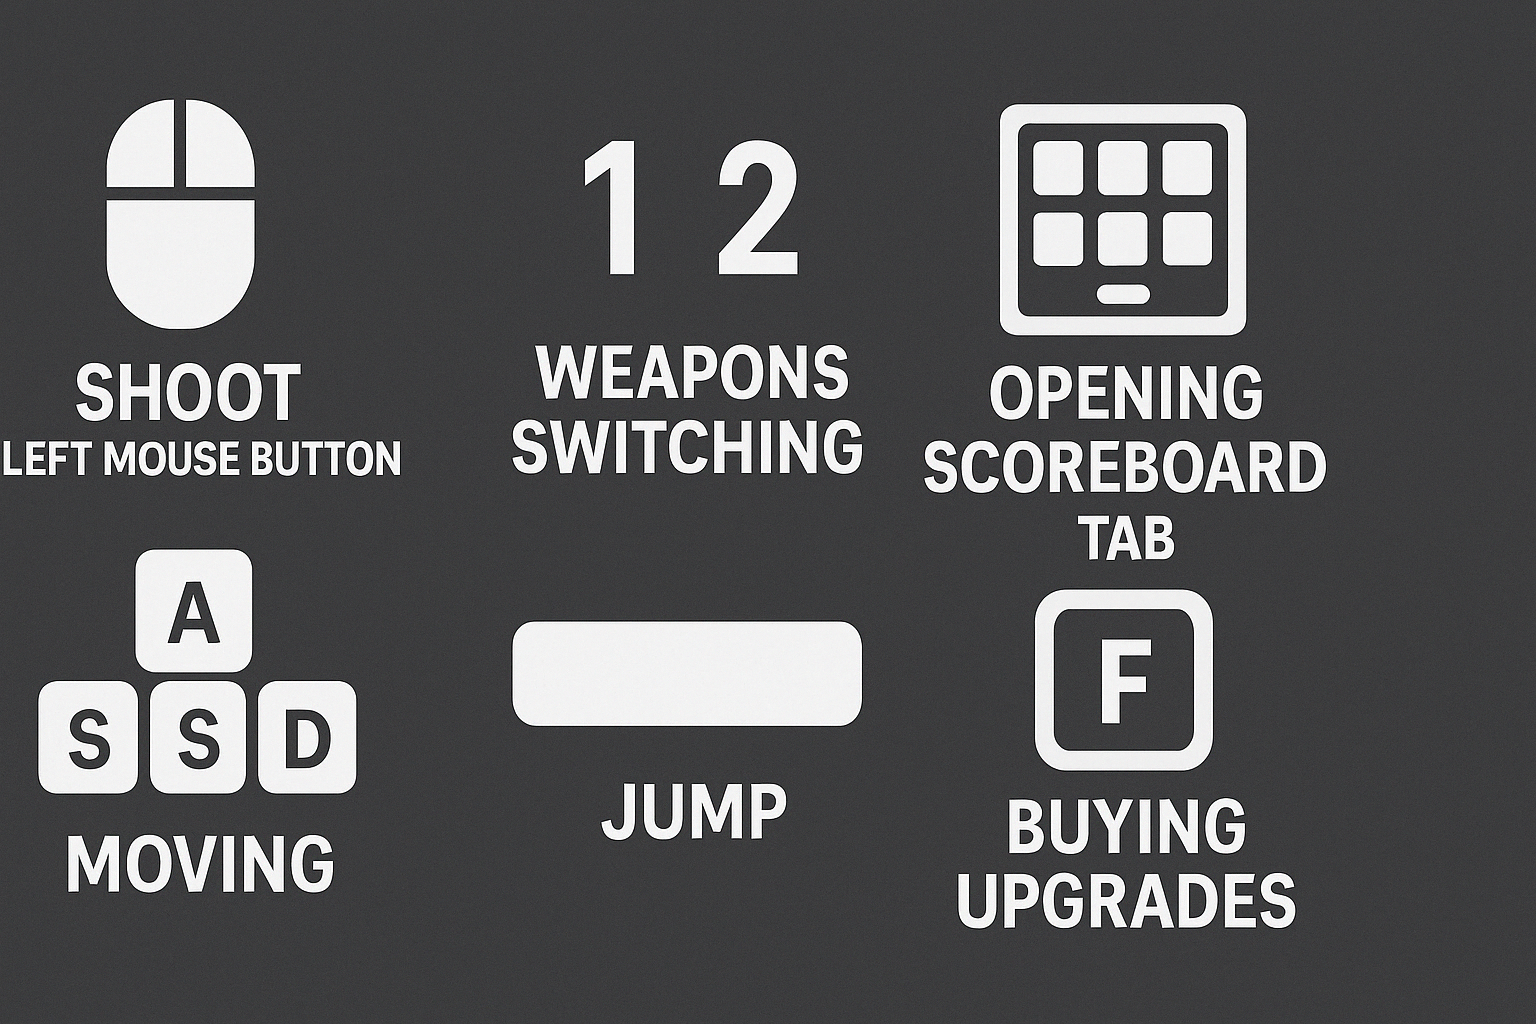 1 2
SHOOT
LEFT MOUSE BUTTON
WEAPONS
SWITCHING
OPENING
SCOREBOARD
TAB
A
S S D
MOVING
JUMP
F
BUYING
UPGRADES